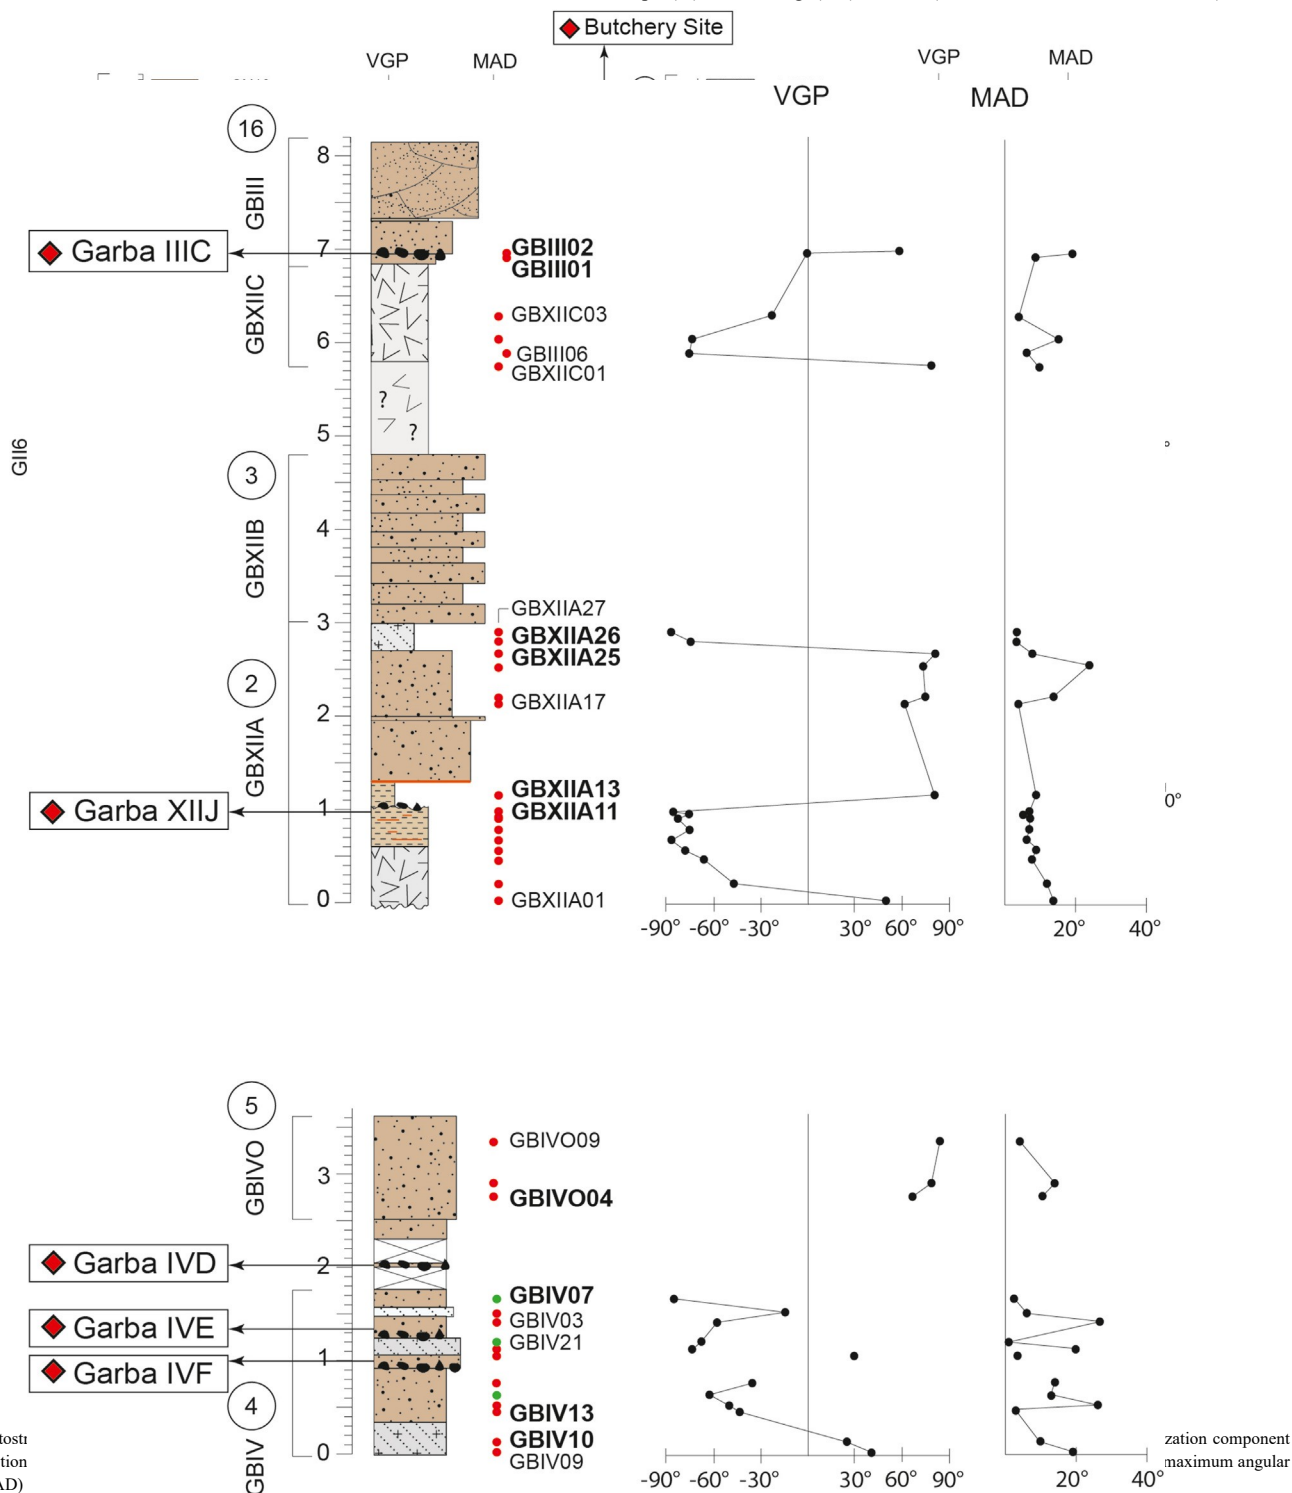 Butchery Site
VGP MAD VGP MAD
VGP MAD
16
8
GBIII
7
Garba IIIC
GBIII02
GBIII01
GBXIIC
GBXIIC03
6
GBIII06
GBXIIC01
?
5
?
GII6
3
GBXIIB
4
3
GBXIIA27
GBXIIA26
GBXIIA25
2
GBXIIA17
2
GBXIIA
GBXIIA13
Garba XIIJ
1
GBXIIA11
0°
0
GBXIIA01
-90° -60° -30° 30° 60° 90° 20° 40°
5
GBIVO
GBIVO09
3
GBIVO04
Garba IVD
2
GBIV07
Garba IVE
GBIV03
GBIV21
Garba IVF
1
4
GBIV
GBIV13
GBIV10
0
GBIV09
zation component
maximum angular
-90° -60° -30° 30° 60° 90° 20° 40°
AD)